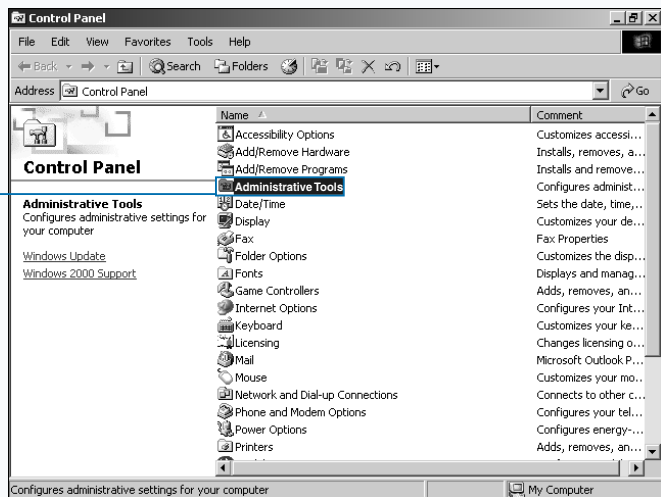 Control Panel
File Edit View Favorites Tools Help
Back Search Folders
Address Control Panel Go
Control Panel
Administrative Tools
Configures administrative settings for
your computer
Windows Update
Windows 2000 Support
Name Comment
Accessibility Options Customizes accessi...
Add/Remove Hardware Installs, removes, a...
Add/Remove Programs Installs and remove...
Administrative Tools Configures administ...
Date/Time Sets the date, time,...
Display Customizes your de...
Fax Fax Properties
Folder Options Customizes the disp...
Fonts Displays and manag...
Game Controllers Adds, removes, an...
Internet Options Configures your Int...
Keyboard Customizes your ke...
Licensing Changes licensing o...
Mail Microsoft Outlook P...
Mouse Customizes your mo...
Network and Dial-up Connections Connects to other c...
Phone and Modem Options Configures your tel...
Power Options Configures energy-...
Printers Adds, removes, an...
Configures administrative settings for your computer My Computer